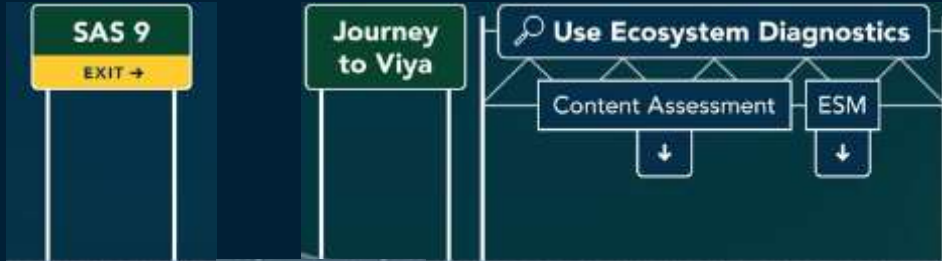 SAS 9
EXIT →
Journey
to Viya
Use Ecosystem Diagnostics
Content Assessment
ESM